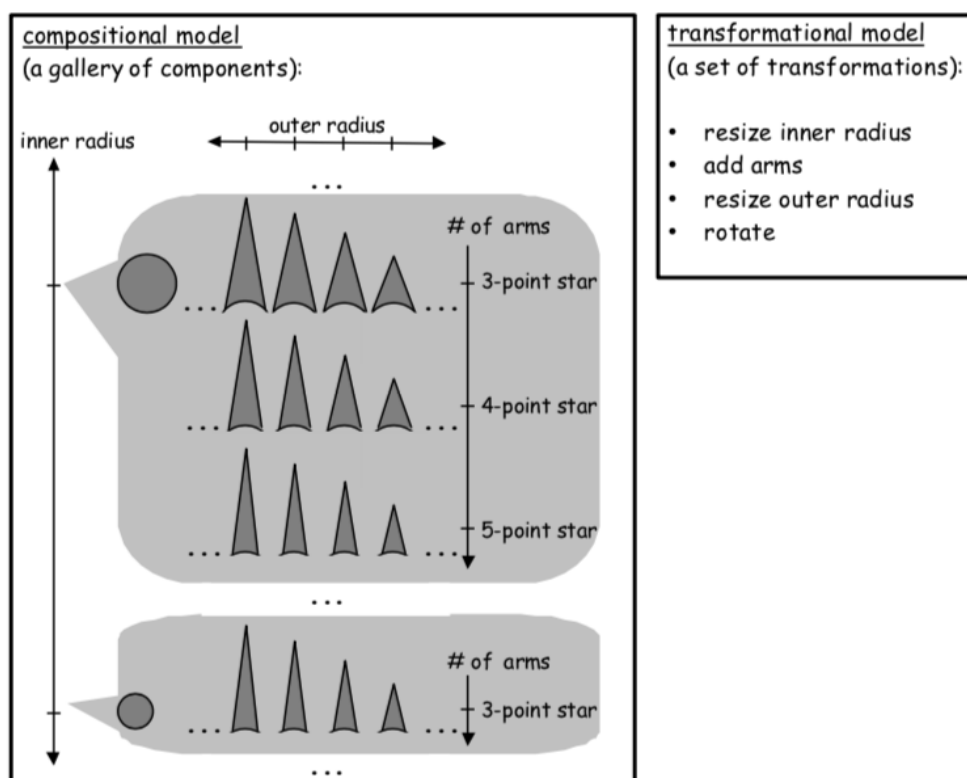 compositional model
(a gallery of components):
inner radius
outer radius
...
# of arms
3-point star
... ...
4-point star
... ...
5-point star
... ...
...
# of arms
3-point star
... ...
...
transformational model
(a set of transformations):
• resize inner radius
• add arms
• resize outer radius
• rotate